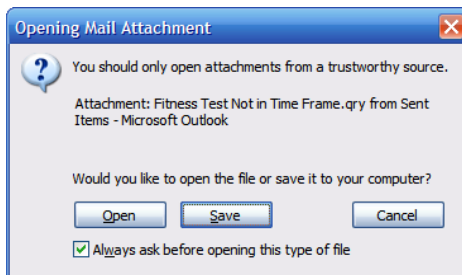 Opening Mail Attachment
You should only open attachments from a trustworthy source.
Attachment: Fitness Test Not in Time Frame.qry from Sent
Items - Microsoft Outlook
Would you like to open the file or save it to your computer?
Open Save Cancel
Always ask before opening this type of file